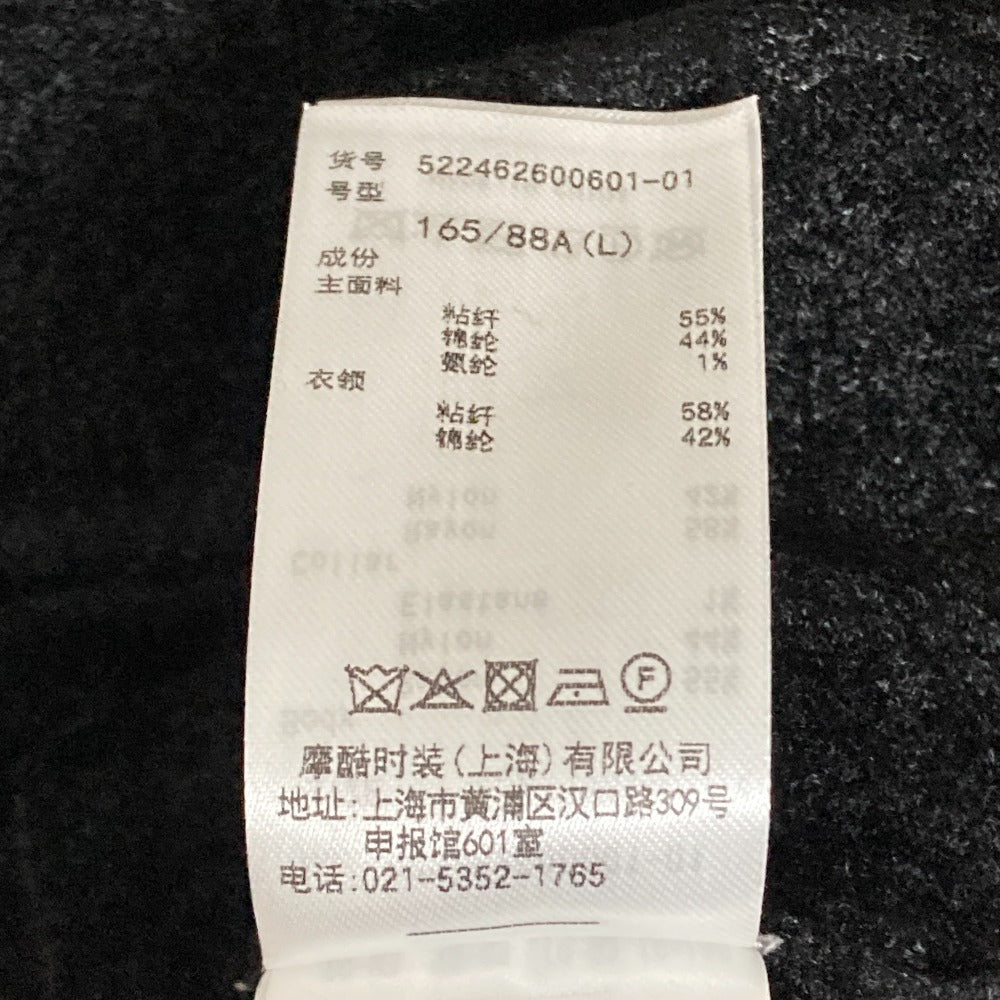 货号 522462600601-01
号型
165/88A(L)
成份
主面料
粘纤 55%
锦纶 44%
氨纶 1%
衣领
粘纤 58%
锦纶 42%
F
摩酷时装(上海)有限公司
地址:上海市黄浦区汉口路309号
申报馆601室
电话:021-5352-1765